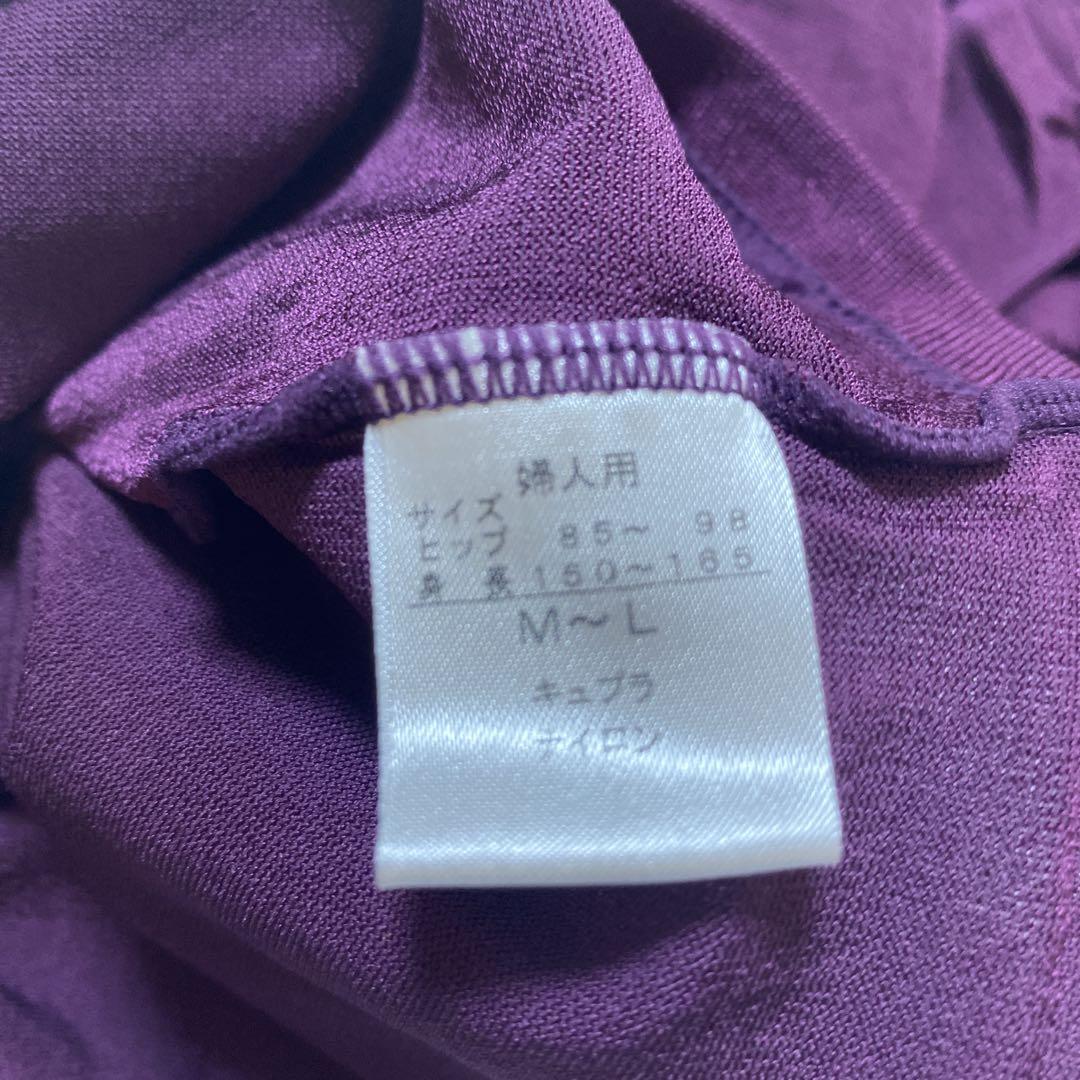 婦人用
サイズ
ヒップ 85～98
身長 150～165
M～L
キュプラ
ナイロン